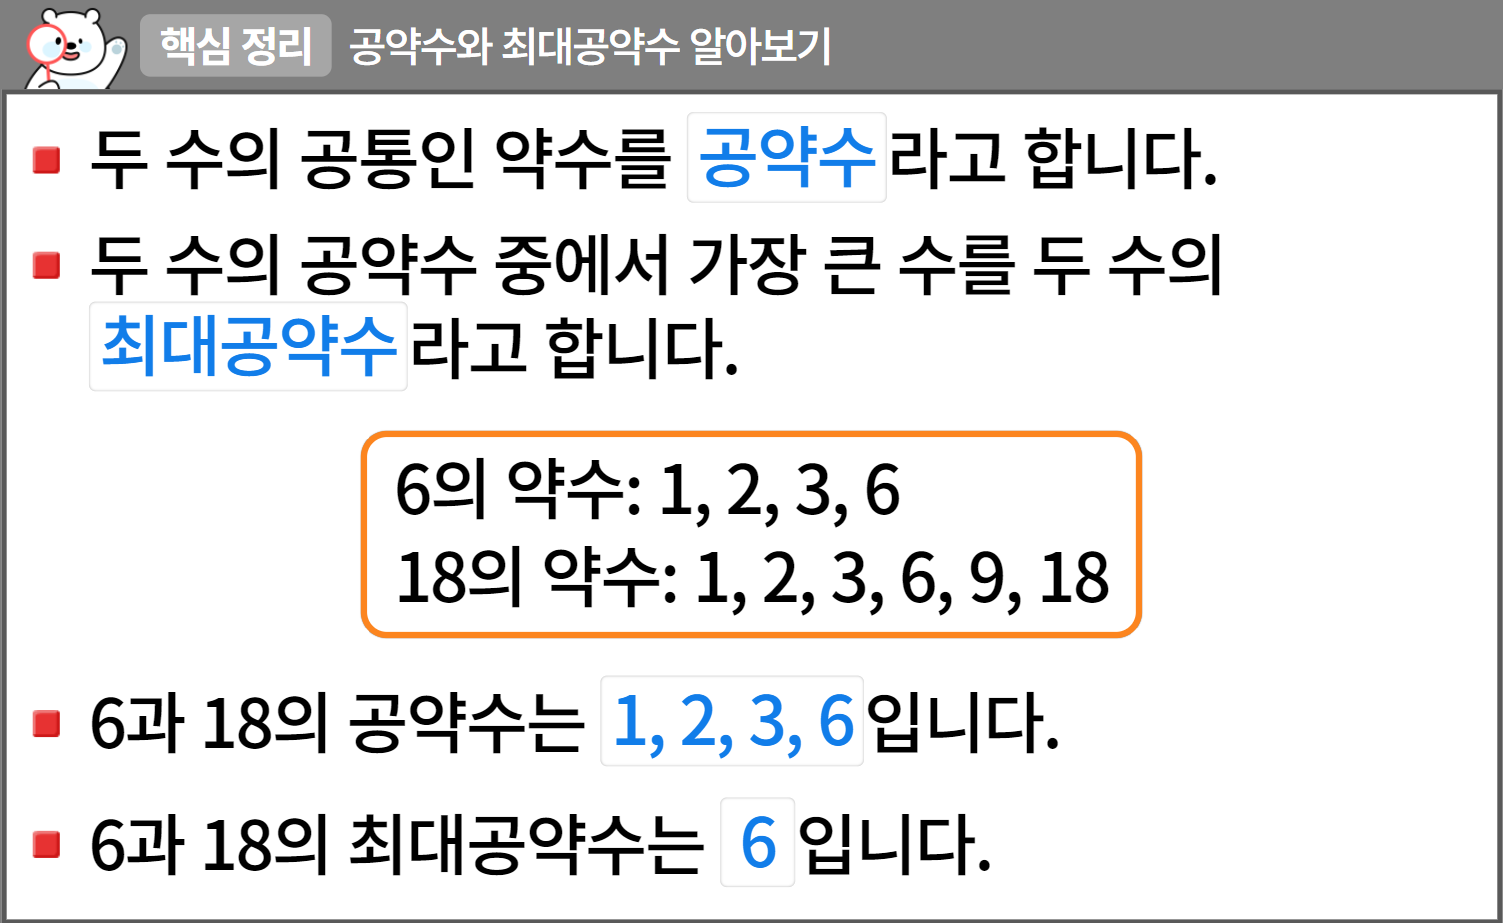 핵심 정리 공약수와 최대공약수 알아보기
두 수의 공통인 약수를 공약수라고 합니다.
두 수의 공약수 중에서 가장 큰 수를 두 수의
최대공약수라고 합니다.
6의 약수: 1, 2, 3, 6
18의 약수: 1, 2, 3, 6, 9, 18
6과 18의 공약수는 1, 2, 3, 6입니다.
6과 18의 최대공약수는 6입니다.